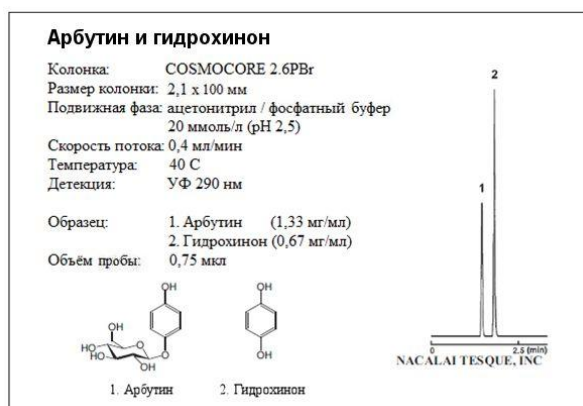 Арбутин и гидрохинон
Колонка: COSMOCORE 2.6PBr
Размер колонки: 2,1 x 100 мм
Подвижная фаза: ацетонитрил / фосфатный буфер
20 ммоль/л (pH 2,5)
Скорость потока: 0,4 мл/мин
Температура: 40 С
Детекция: УФ 290 нм
Образец: 1. Арбутин (1,33 мг/мл)
2. Гидрохинон (0,67 мг/мл)
Объём пробы: 0,75 мкл
OH
OH
OH
HO
HO
O
O
OH
OH
1. Арбутин
2. Гидрохинон
2
1
0
2.5 (min)
NACALAI TESQUE, INC